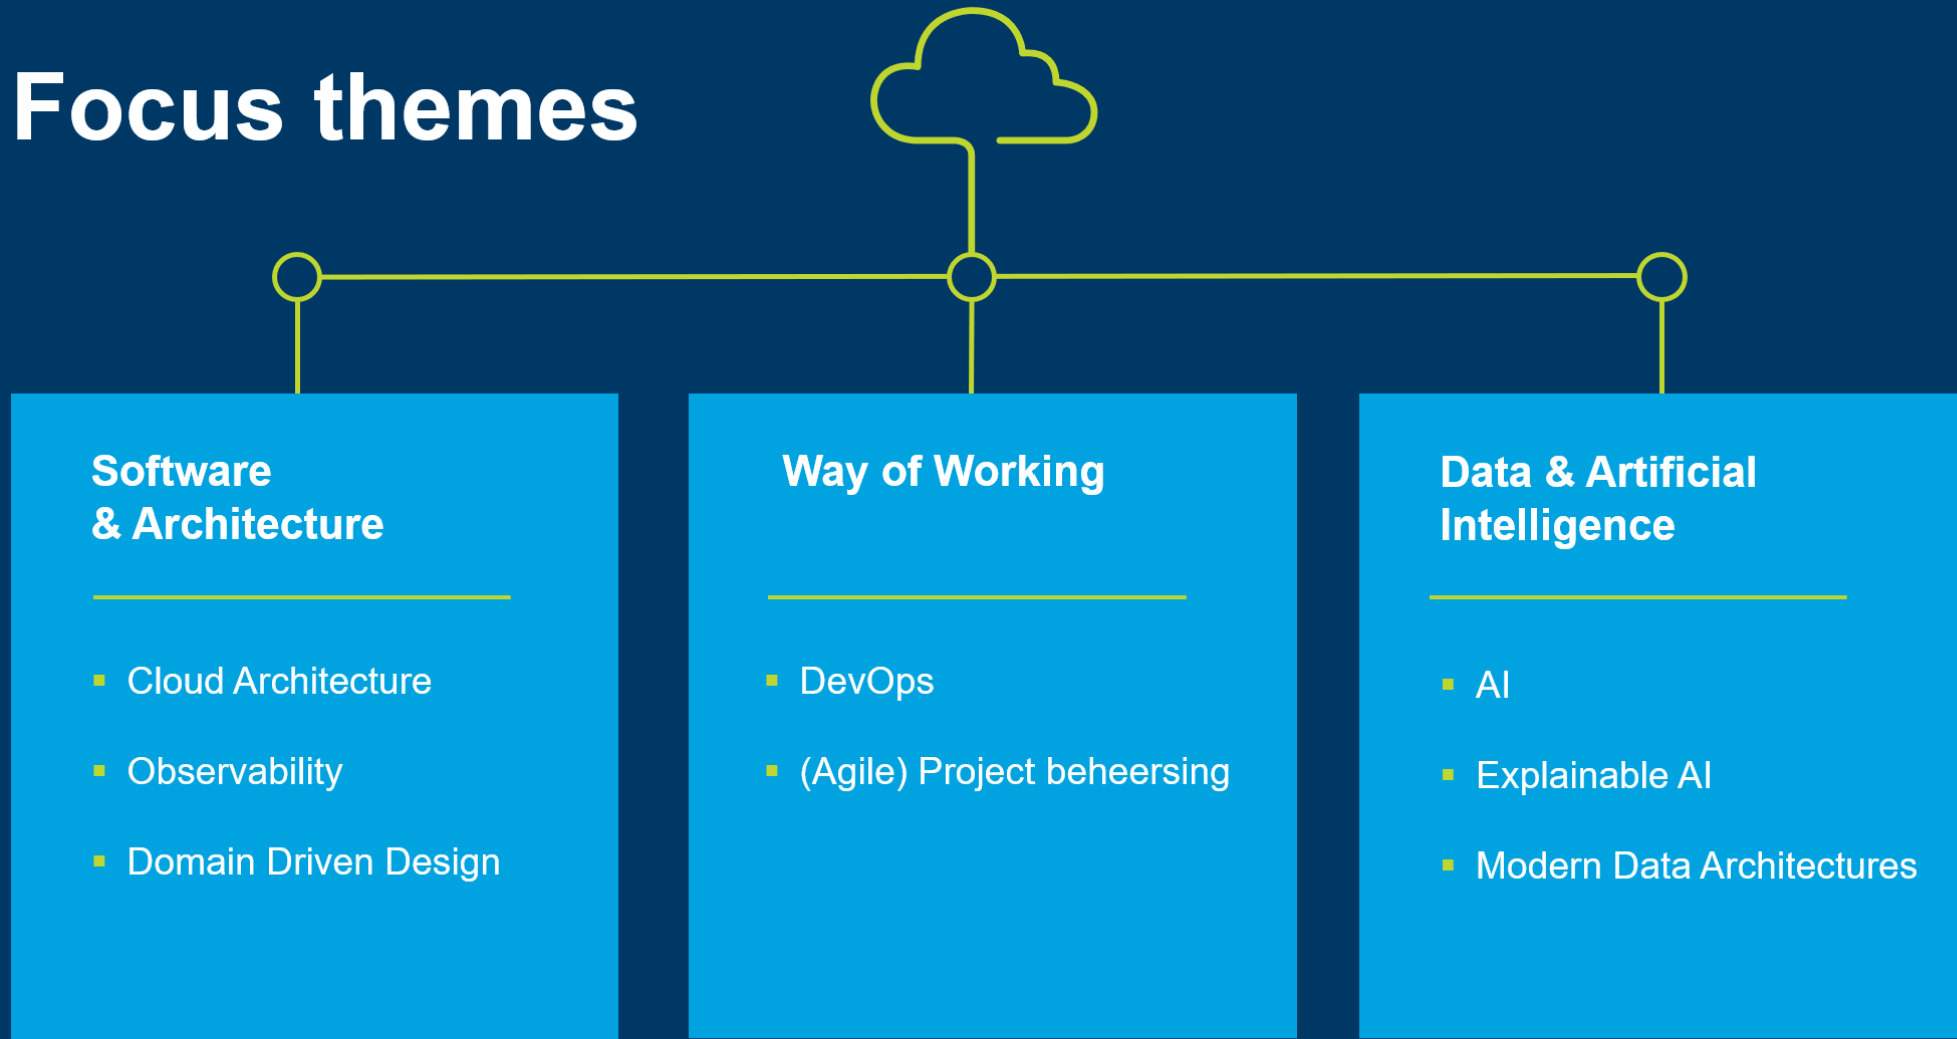 Focus themes
Software
& Architecture
Cloud Architecture
Observability
Domain Driven Design
Way of Working
DevOps
(Agile) Project beheersing
Data & Artificial
Intelligence
AI
Explainable AI
Modern Data Architectures